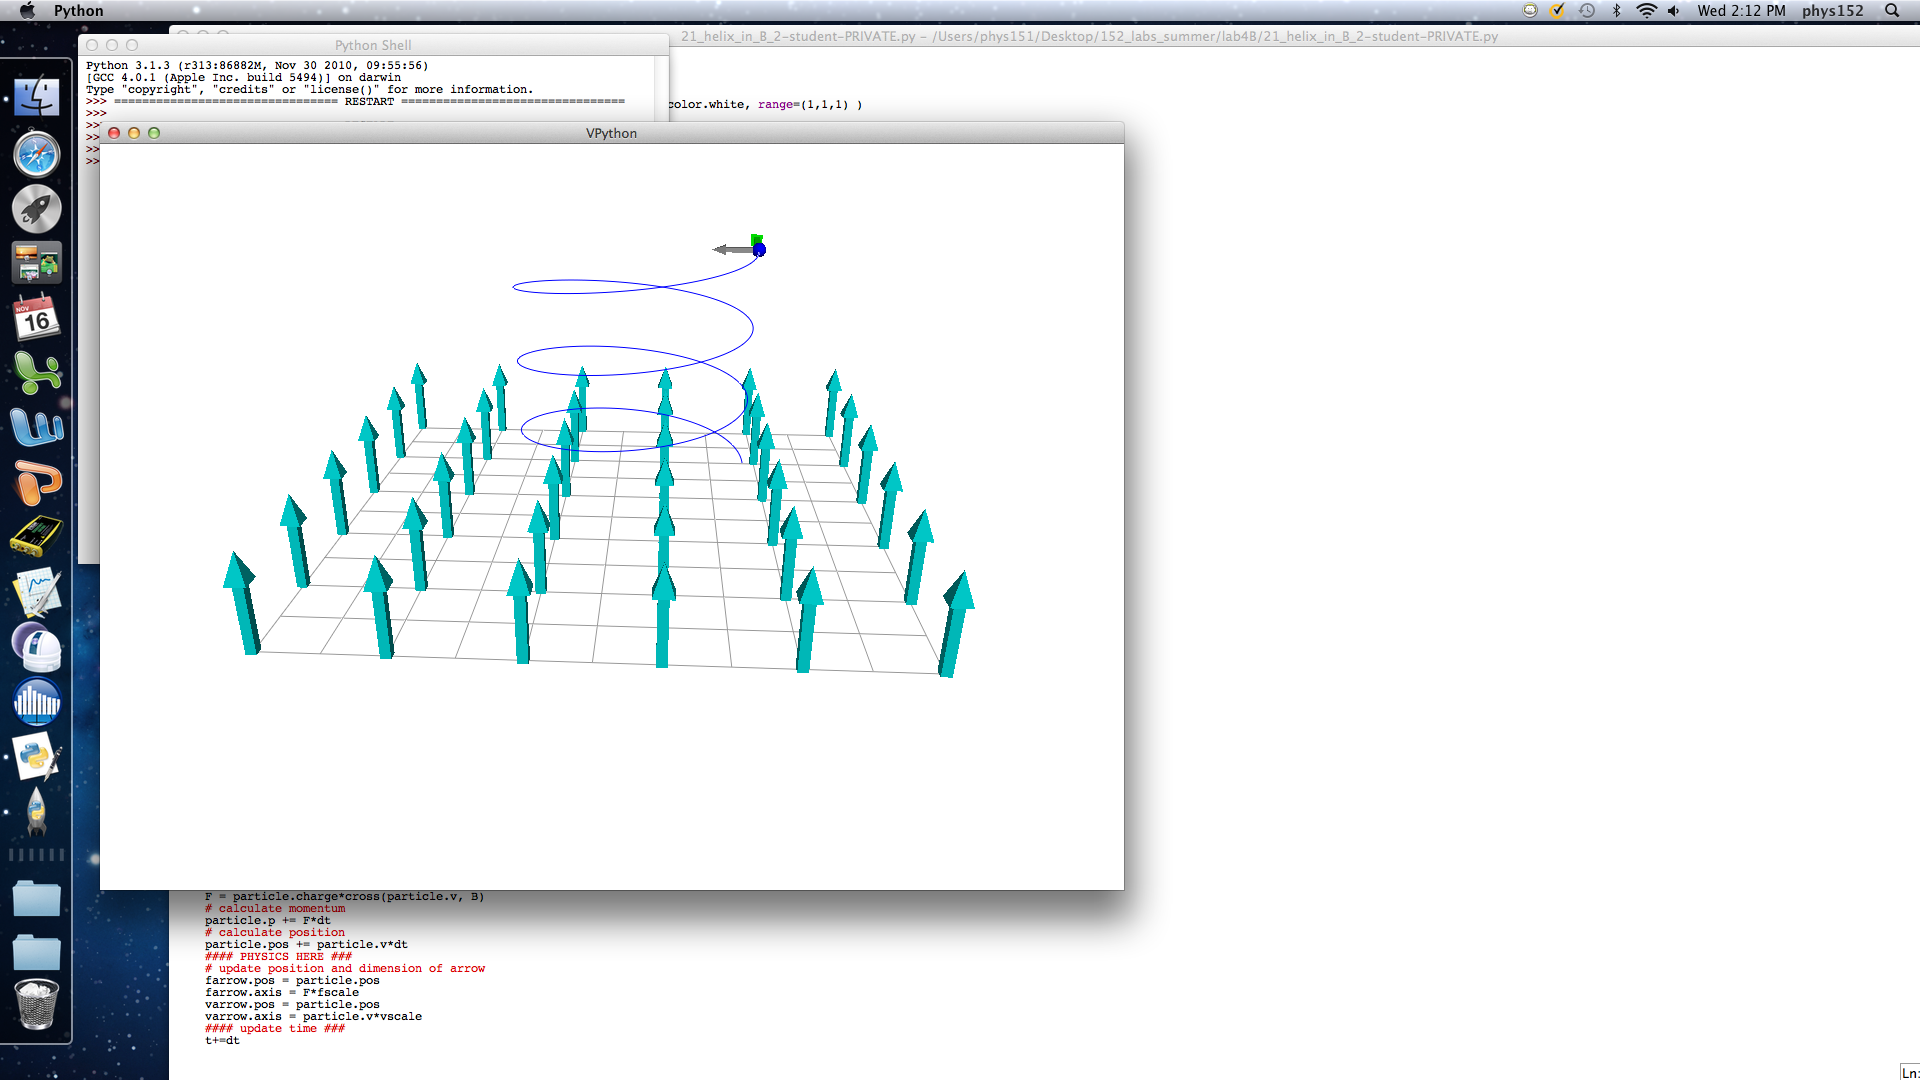 Python
Wed 2:12 PM
phys152
21_helix_in_B_2-student-PRIVATE.py - /Users/phys151/Desktop/152_labs_summer/lab4B/21_helix_in_B_2-student-PRIVATE.py
Python Shell
Python 3.1.3 (r313:86882M, Nov 30 2010, 09:55:56)
[GCC 4.0.1 (Apple Inc. build 5494)] on darwin
Type "copyright", "credits" or "license()" for more information.
>>> ================================ RESTART ================================
>>>
>>
>>
>>
>>
color.white, range=(1,1,1) )
VPython
NOV
16
F = particle.charge*cross(particle.v, B)
# calculate momentum
particle.p += F*dt
# calculate position
particle.pos += particle.v*dt
#### PHYSICS HERE ###
# update position and dimension of arrow
farrow.pos = particle.pos
farrow.axis = F*fscale
varrow.pos = particle.pos
varrow.axis = particle.v*vscale
#### update time ###
t+=dt
Ln: